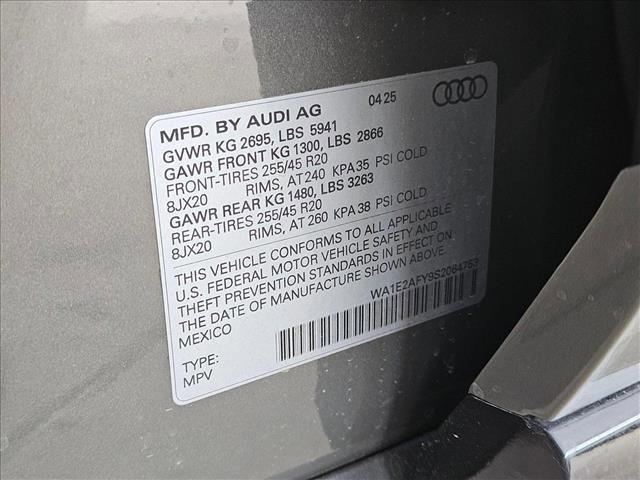 04 25
MFD. BY AUDI AG
GVWR KG 2695, LBS 5941
GAWR FRONT KG 1300, LBS 2866
FRONT-TIRES 255/45 R20
8JX20 RIMS, AT 240 KPA 35 PSI COLD
GAWR REAR KG 1480, LBS 3263
REAR-TIRES 255/45 R20
8JX20 RIMS, AT 260 KPA 38 PSI COLD
THIS VEHICLE CONFORMS TO ALL APPLICABLE
U.S. FEDERAL MOTOR VEHICLE SAFETY AND
THEFT PREVENTION STANDARDS IN EFFECT ON
THE DATE OF MANUFACTURE SHOWN ABOVE.
MEXICO
WA1E2AFY9S2064753
TYPE:
MPV